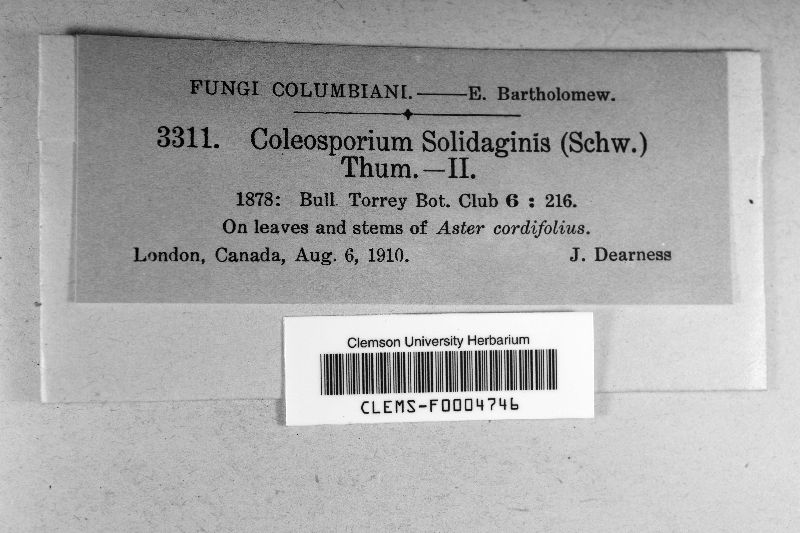 FUNGI COLUMBIANI.——E. Bartholomew.
3311. Coleosporium Solidaginis (Schw.)
Thum.—II.
1878: Bull. Torrey Bot. Club 6 : 216.
On leaves and stems of Aster cordifolius.
London, Canada, Aug. 6, 1910. J. Dearness
Clemson University Herbarium
CLEMS-F0004746